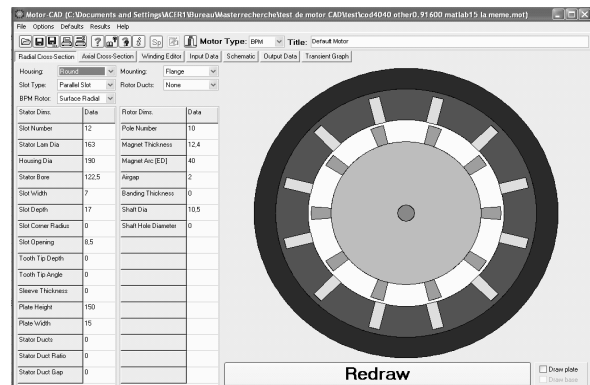 Motor-CAD (C:\Documents and Settings\ACER1\Bureau\Masterrecherche\test de motor CAD\test\cod4040 other0.91600 matlab15 la meme.mot)
File Options Defaults Results Help
Sp Motor Type: BPM Title: Default Motor
Radial Cross-Section Axial Cross-Section Winding Editor Input Data Schematic Output Data Transient Graph
Housing: Round Mounting: Flange
Slot Type: Parallel Slot Rotor Ducts: None
BPM Rotor: Surface Radial
Stator Dims. Data Rotor Dims. Data
Slot Number 12 Pole Number 10
Stator Lam Dia 163 Magnet Thickness 12,4
Housing Dia 190 Magnet Arc [ED] 40
Stator Bore 122,5 Airgap 2
Slot Width 7 Banding Thickness 0
Slot Depth 17 Shaft Dia 10,5
Slot Corner Radius 0 Shaft Hole Diameter 0
Slot Opening 8,5
Tooth Tip Depth 0
Tooth Tip Angle 0
Sleeve Thickness 0
Plate Height 150
Plate Width 15
Stator Ducts 0
Stator Duct Ratio 0
Stator Duct Gap 0
Redraw
Draw plate
Draw base